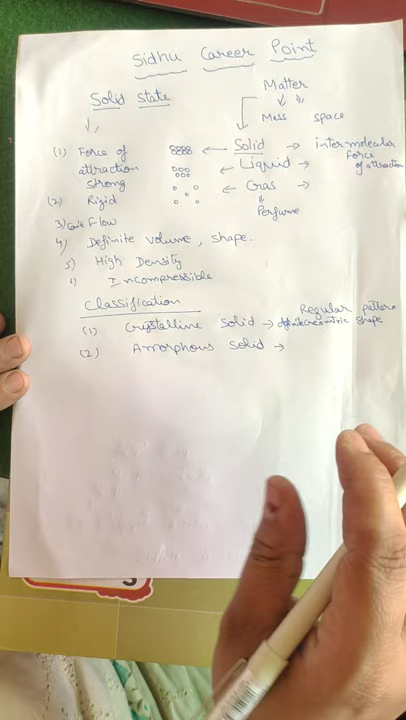 Sidhu Career Point
Matter
Solid State
Mass space
(1) Force of attraction strong
Solid → intermolecular force of attraction
Liquid →
(2) Rigid
← Gas →
Perfume
3) Can't Flow
4) Definite volume, shape.
5) High Density
Incompressible
Classification
(1) Crystalline Solid → Regular pattern
definite geometric shape
(2) Amorphous Solid →